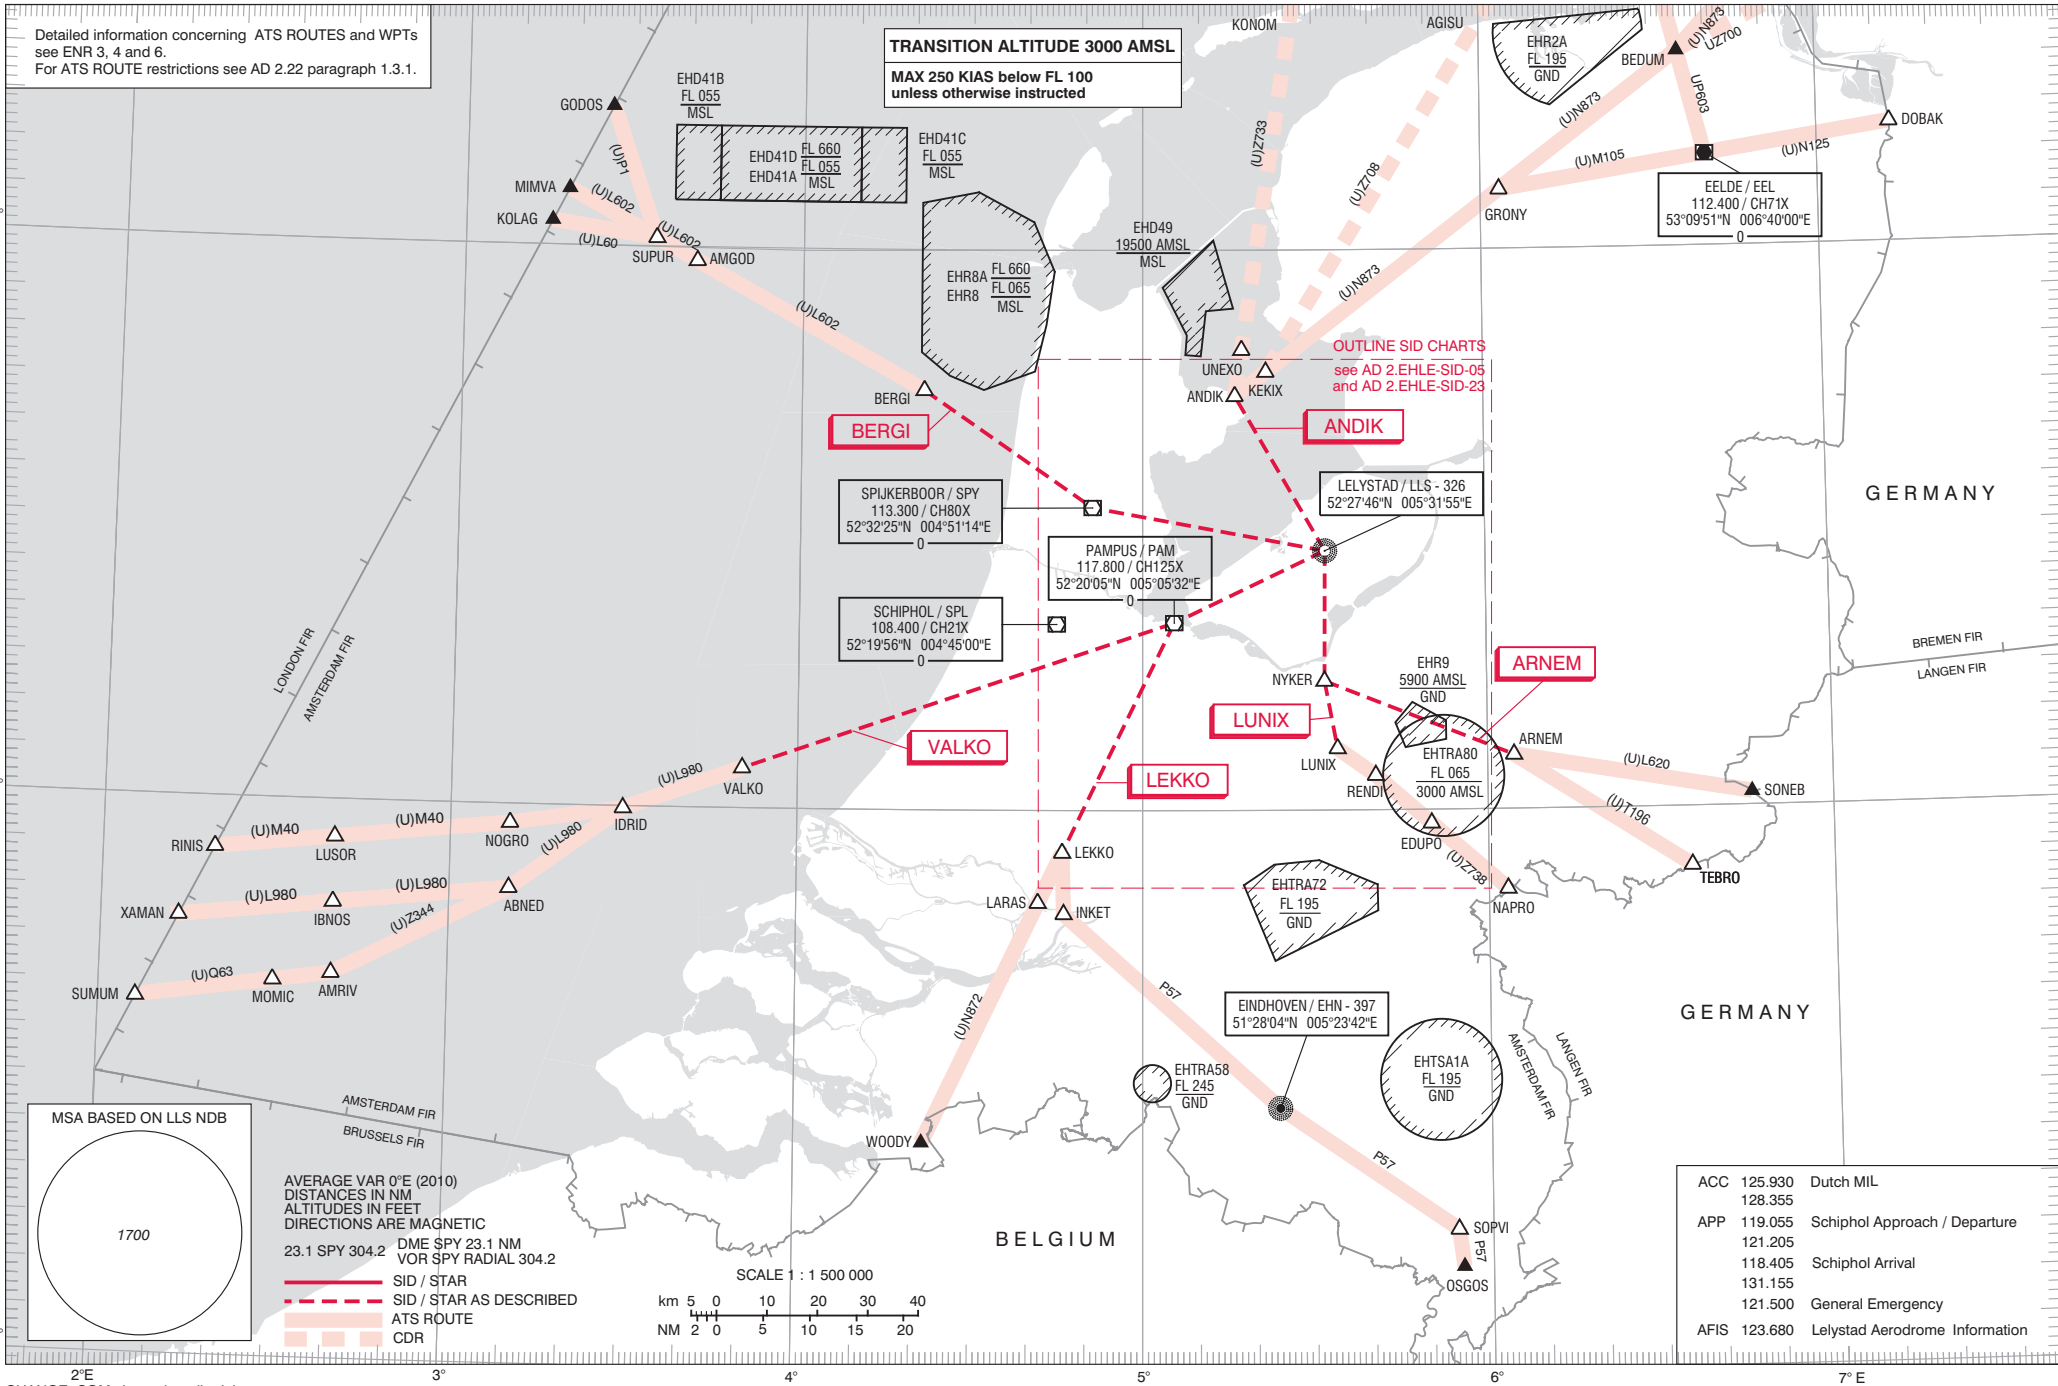 Detailed information concerning ATS ROUTES and WPTs
see ENR 3, 4 and 6.
For ATS ROUTE restrictions see AD 2.22 paragraph 1.3.1.
TRANSITION ALTITUDE 3000 AMSL
MAX 250 KIAS below FL 100
unless otherwise instructed
KONOM
AGISU
EHR2A
FL 195
GND
BEDUM
(U)N873
UZ700
UP603
(U)N873
DOBAK
(U)N125
(U)M105
GRONY
EELDE / EEL
112.400 / CH71X
53°09'51"N 006°40'00"E
0
(U)Z733
(U)Z708
(U)N873
GODOS
(U)P1
MIMVA
(U)L602
KOLAG
(U)L60
(U)L602
SUPUR
AMGOD
(U)L602
EHD41B
FL 055
MSL
EHD41D FL 660
FL 055
EHD41A MSL
EHD41C
FL 055
MSL
EHR8A FL 660
FL 065
EHR8 MSL
EHD49
19500 AMSL
MSL
UNEXO
KEKIX
ANDIK
OUTLINE SID CHARTS
see AD 2.EHLE-SID-05
and AD 2.EHLE-SID-23
BERGI
BERGI
ANDIK
SPIJKERBOOR / SPY
113.300 / CH80X
52°32'25"N 004°51'14"E
0
LELYSTAD / LLS - 326
52°27'46"N 005°31'55"E
PAMPUS / PAM
117.800 / CH125X
52°20'05"N 005°05'32"E
0
SCHIPHOL / SPL
108.400 / CH21X
52°19'56"N 004°45'00"E
0
GERMANY
BREMEN FIR
LANGEN FIR
LONDON FIR
AMSTERDAM FIR
NYKER
EHR9
5900 AMSL
GND
ARNEM
LUNIX
VALKO
LEKKO
LUNIX
RENDI
EDUPO
(U)Z738
NAPRO
EHTRA80
FL 065
3000 AMSL
ARNEM
(U)L620
SONEB
(U)T196
TEBRO
VALKO
(U)L980
IDRID
(U)M40
(U)M40
RINIS
LUSOR
NOGRO
(U)L980
XAMAN
(U)L980
(U)L980
IBNOS
ABNED
(U)Z344
SUMUM
(U)Q63
MOMIC
AMRIV
LEKKO
LARAS
INKET
(U)N872
WOODY
P57
EHTRA72
FL 195
GND
EINDHOVEN / EHN - 397
51°28'04"N 005°23'42"E
EHTRA58
FL 245
GND
EHTSA1A
FL 195
GND
AMSTERDAM FIR
LANGEN FIR
GERMANY
P57
SOPVI
P57
OSGOS
BELGIUM
AMSTERDAM FIR
BRUSSELS FIR
MSA BASED ON LLS NDB
1700
AVERAGE VAR 0°E (2010)
DISTANCES IN NM
ALTITUDES IN FEET
DIRECTIONS ARE MAGNETIC
23.1 SPY 304.2 DME SPY 23.1 NM
VOR SPY RADIAL 304.2
SID / STAR
SID / STAR AS DESCRIBED
ATS ROUTE
CDR
SCALE 1 : 1 500 000
km 5 0 10 20 30 40
NM 2 0 5 10 15 20
ACC 125.930 Dutch MIL
128.355
APP 119.055 Schiphol Approach / Departure
121.205
118.405 Schiphol Arrival
131.155
121.500 General Emergency
AFIS 123.680 Lelystad Aerodrome Information
2°E 3° 4° 5° 6° 7° E